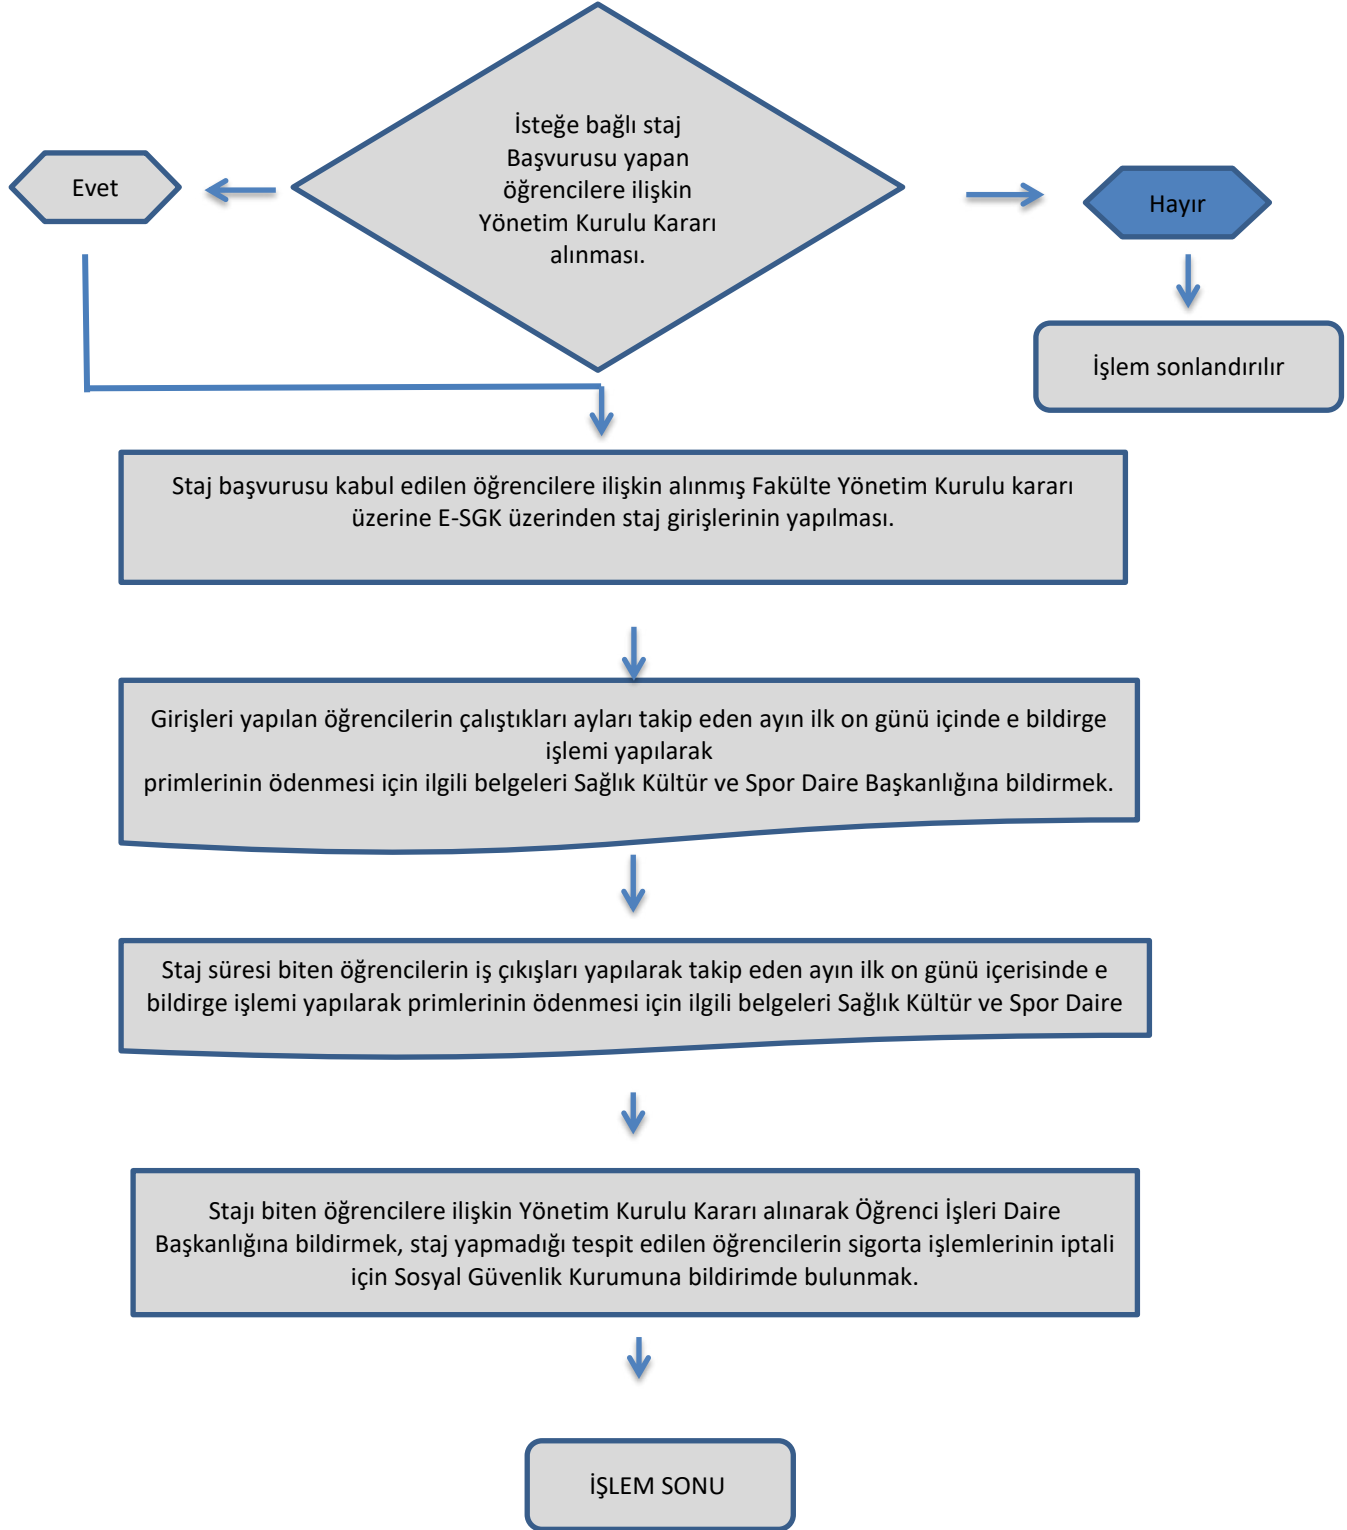 İsteğe bağlı staj
Başvurusu yapan
öğrencilere ilişkin
Yönetim Kurulu Kararı
alınması.
Evet
Hayır
İşlem sonlandırılır
Staj başvurusu kabul edilen öğrencilere ilişkin alınmış Fakülte Yönetim Kurulu kararı
üzerine E-SGK üzerinden staj girişlerinin yapılması.
Girişleri yapılan öğrencilerin çalıştıkları ayları takip eden ayın ilk on günü içinde e bildirge
işlemi yapılarak
primlerinin ödenmesi için ilgili belgeleri Sağlık Kültür ve Spor Daire Başkanlığına bildirmek.
Staj süresi biten öğrencilerin iş çıkışları yapılarak takip eden ayın ilk on günü içerisinde e
bildirge işlemi yapılarak primlerinin ödenmesi için ilgili belgeleri Sağlık Kültür ve Spor Daire
Stajı biten öğrencilere ilişkin Yönetim Kurulu Kararı alınarak Öğrenci İşleri Daire
Başkanlığına bildirmek, staj yapmadığı tespit edilen öğrencilerin sigorta işlemlerinin iptali
için Sosyal Güvenlik Kurumuna bildirimde bulunmak.
İŞLEM SONU